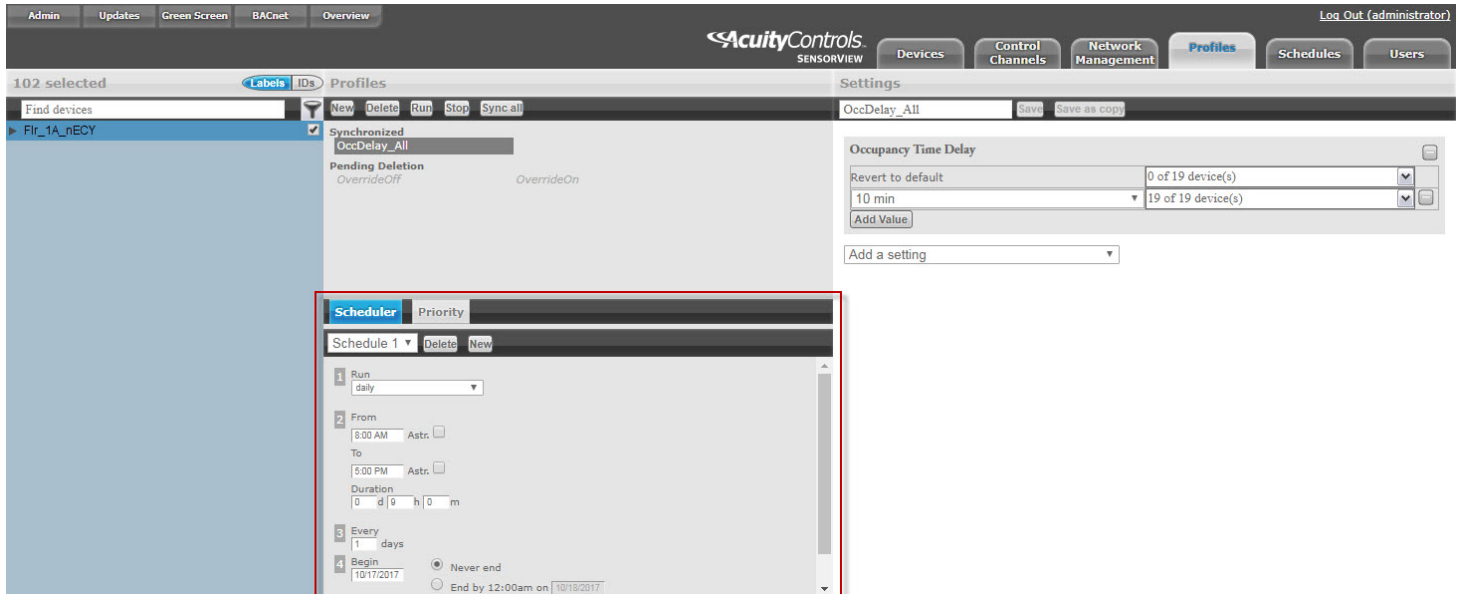 Admin Updates Green Screen BACnet Overview Log Out (administrator)
AcuityControls.
SENSORVIEW
Devices
Control Channels
Network Management
Profiles
Schedules
Users
102 selected Labels IDs
Find devices
Flr_1A_nECY
Profiles
New Delete Run Stop Sync all
Synchronized
OccDelay_All
Pending Deletion
OverrideOff OverrideOn
Scheduler Priority
Schedule 1 Delete New
1 Run
daily
2 From
8:00 AM Astr.
To
5:00 PM Astr.
Duration
0 d 9 h 0 m
3 Every
1 days
4 Begin
10/17/2017
Never end
End by 12:00am on 10/18/2017
Settings
OccDelay_All Save Save as copy
Occupancy Time Delay
Revert to default 0 of 19 device(s)
10 min 19 of 19 device(s)
Add Value
Add a setting